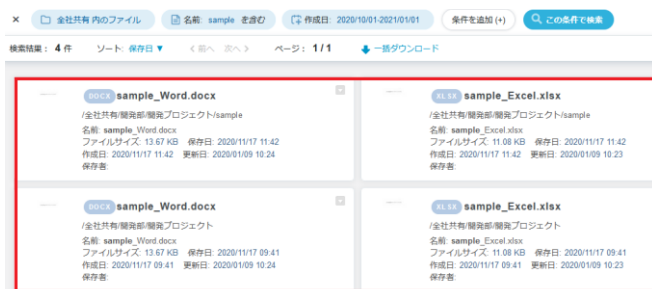 × 全社共有 内のファイル 名前: sample を含む 作成日: 2020/10/01-2021/01/01 条件を追加 (+) この条件で検索
検索結果: 4 件 ソート: 保存日 ▼ < 前へ 次へ > ページ: 1 / 1 一括ダウンロード
DOCX sample_Word.docx
/全社共有/開発部/開発プロジェクト/sample
名前: sample_Word.docx
ファイルサイズ: 13.67 KB 保存日: 2020/11/17 11:42
作成日: 2020/11/17 11:42 更新日: 2020/01/09 10:24
保存者:
XLSX sample_Excel.xlsx
/全社共有/開発部/開発プロジェクト/sample
名前: sample_Excel.xlsx
ファイルサイズ: 11.08 KB 保存日: 2020/11/17 11:42
作成日: 2020/11/17 11:42 更新日: 2020/01/09 10:23
保存者:
DOCX sample_Word.docx
/全社共有/開発部/開発プロジェクト
名前: sample_Word.docx
ファイルサイズ: 13.67 KB 保存日: 2020/11/17 09:41
作成日: 2020/11/17 09:41 更新日: 2020/01/09 10:24
保存者:
XLSX sample_Excel.xlsx
/全社共有/開発部/開発プロジェクト
名前: sample_Excel.xlsx
ファイルサイズ: 11.08 KB 保存日: 2020/11/17 09:41
作成日: 2020/11/17 09:41 更新日: 2020/01/09 10:23
保存者: